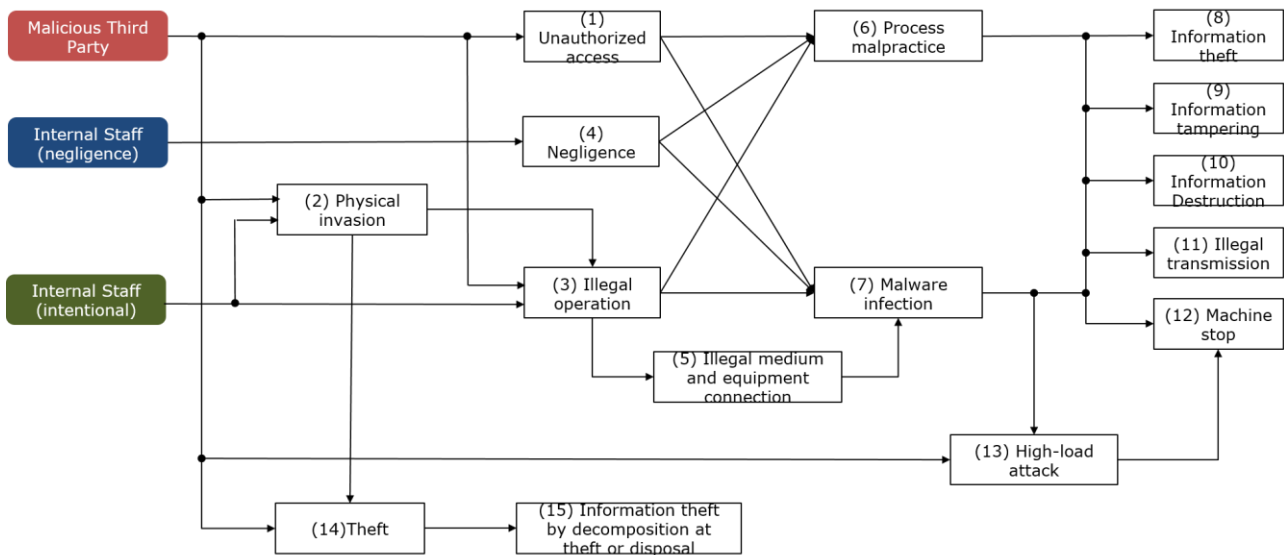 Malicious Third
Party
(1)
Unauthorized
access
(6) Process
malpractice
(8)
Information
theft
(9)
Information
tampering
Internal Staff
(negligence)
(4)
Negligence
(10)
Information
Destruction
(2) Physical
invasion
(11) Illegal
transmission
Internal Staff
(intentional)
(3) Illegal
operation
(7) Malware
infection
(12) Machine
stop
(5) Illegal medium
and equipment
connection
(13) High-load
attack
(14)Theft
(15) Information theft
by decomposition at
theft or disposal